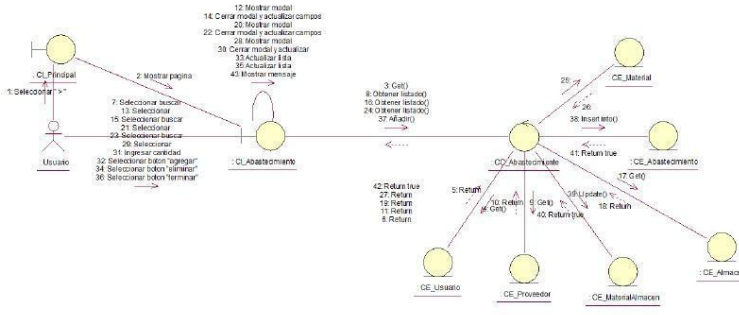 12: Mostrar modal
14: Cerrar modal y actualizar campos
20: Mostrar modal
22: Cerrar modal y actualizar campos
28: Mostrar modal
30: Cerrar modal y actualizar
33: Actualizar lista
35: Actualizar lista
43: Mostrar mensaje
: CI_Principal
2: Mostrar pagina
1: Seleccionar " > "
7: Seleccionar buscar
13: Seleccionar
15: Seleccionar buscar
21: Seleccionar
23: Seleccionar buscar
29: Seleccionar
31: Ingresar cantidad
32: Seleccionar boton "agregar"
34: Seleccionar boton "eliminar"
36: Seleccionar boton "terminar"
: Usuario
: CI_Abastecimiento
3: Get()
8: Obtener listado()
16: Obtener listado()
24: Obtener listado()
37: Añadir()
: CC_Abastecimiento
25:
26:
: CE_Material
38: Insert into()
41: Return true
: CE_Abastecimiento
17: Get()
18: Return
39: Update()
40: Return true
9: Get()
10: Return
4: Get()
5: Return
42: Return true
27: Return
19: Return
11: Return
6: Return
: CE_Usuario
: CE_Proveedor
: CE_MaterialAlmacen
: CE_Almace